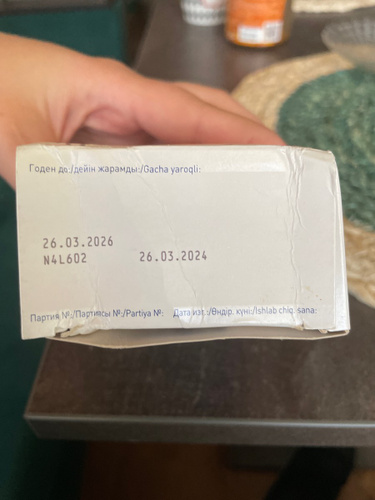 Годен до:/дейін жарамды:/Gacha yaroqli:
26.03.2026
N4L602 26.03.2024
Партия №:/Партиясы №:/Partiya №: Дата изг.:/Өндір. күні:/Ishlab chiq. sana: